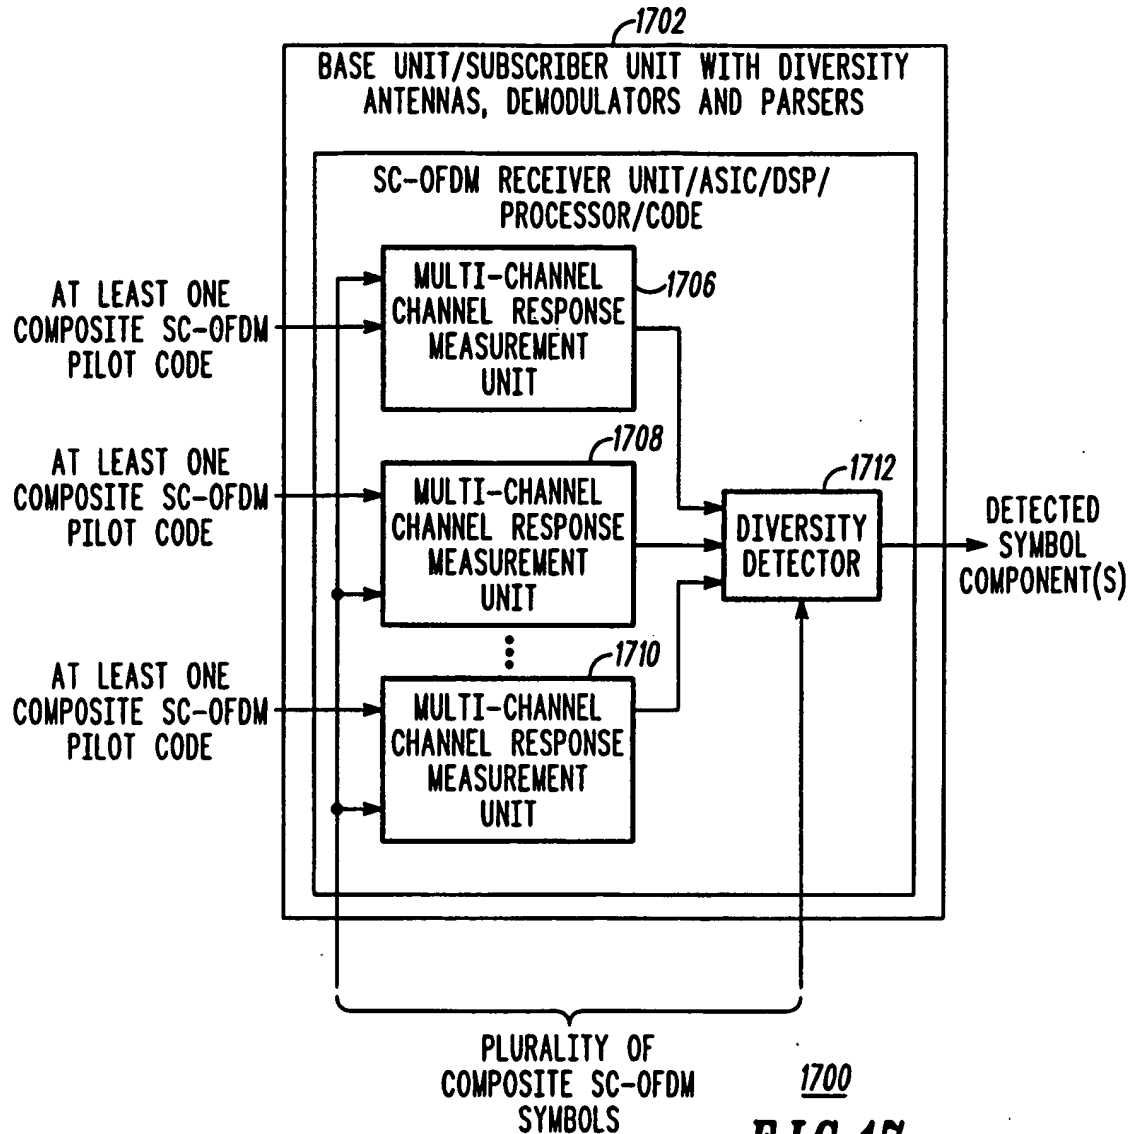 1702
BASE UNIT/SUBSCRIBER UNIT WITH DIVERSITY
ANTENNAS, DEMODULATORS AND PARSERS
SC-OFDM RECEIVER UNIT/ASIC/DSP/
PROCESSOR/CODE
AT LEAST ONE
COMPOSITE SC-OFDM
PILOT CODE
MULTI-CHANNEL
CHANNEL RESPONSE
MEASUREMENT
UNIT
1706
AT LEAST ONE
COMPOSITE SC-OFDM
PILOT CODE
1708
MULTI-CHANNEL
CHANNEL RESPONSE
MEASUREMENT
UNIT
1712
DIVERSITY
DETECTOR
DETECTED
SYMBOL
COMPONENT(S)
AT LEAST ONE
COMPOSITE SC-OFDM
PILOT CODE
1710
MULTI-CHANNEL
CHANNEL RESPONSE
MEASUREMENT
UNIT
PLURALITY OF
COMPOSITE SC-OFDM
SYMBOLS
1700